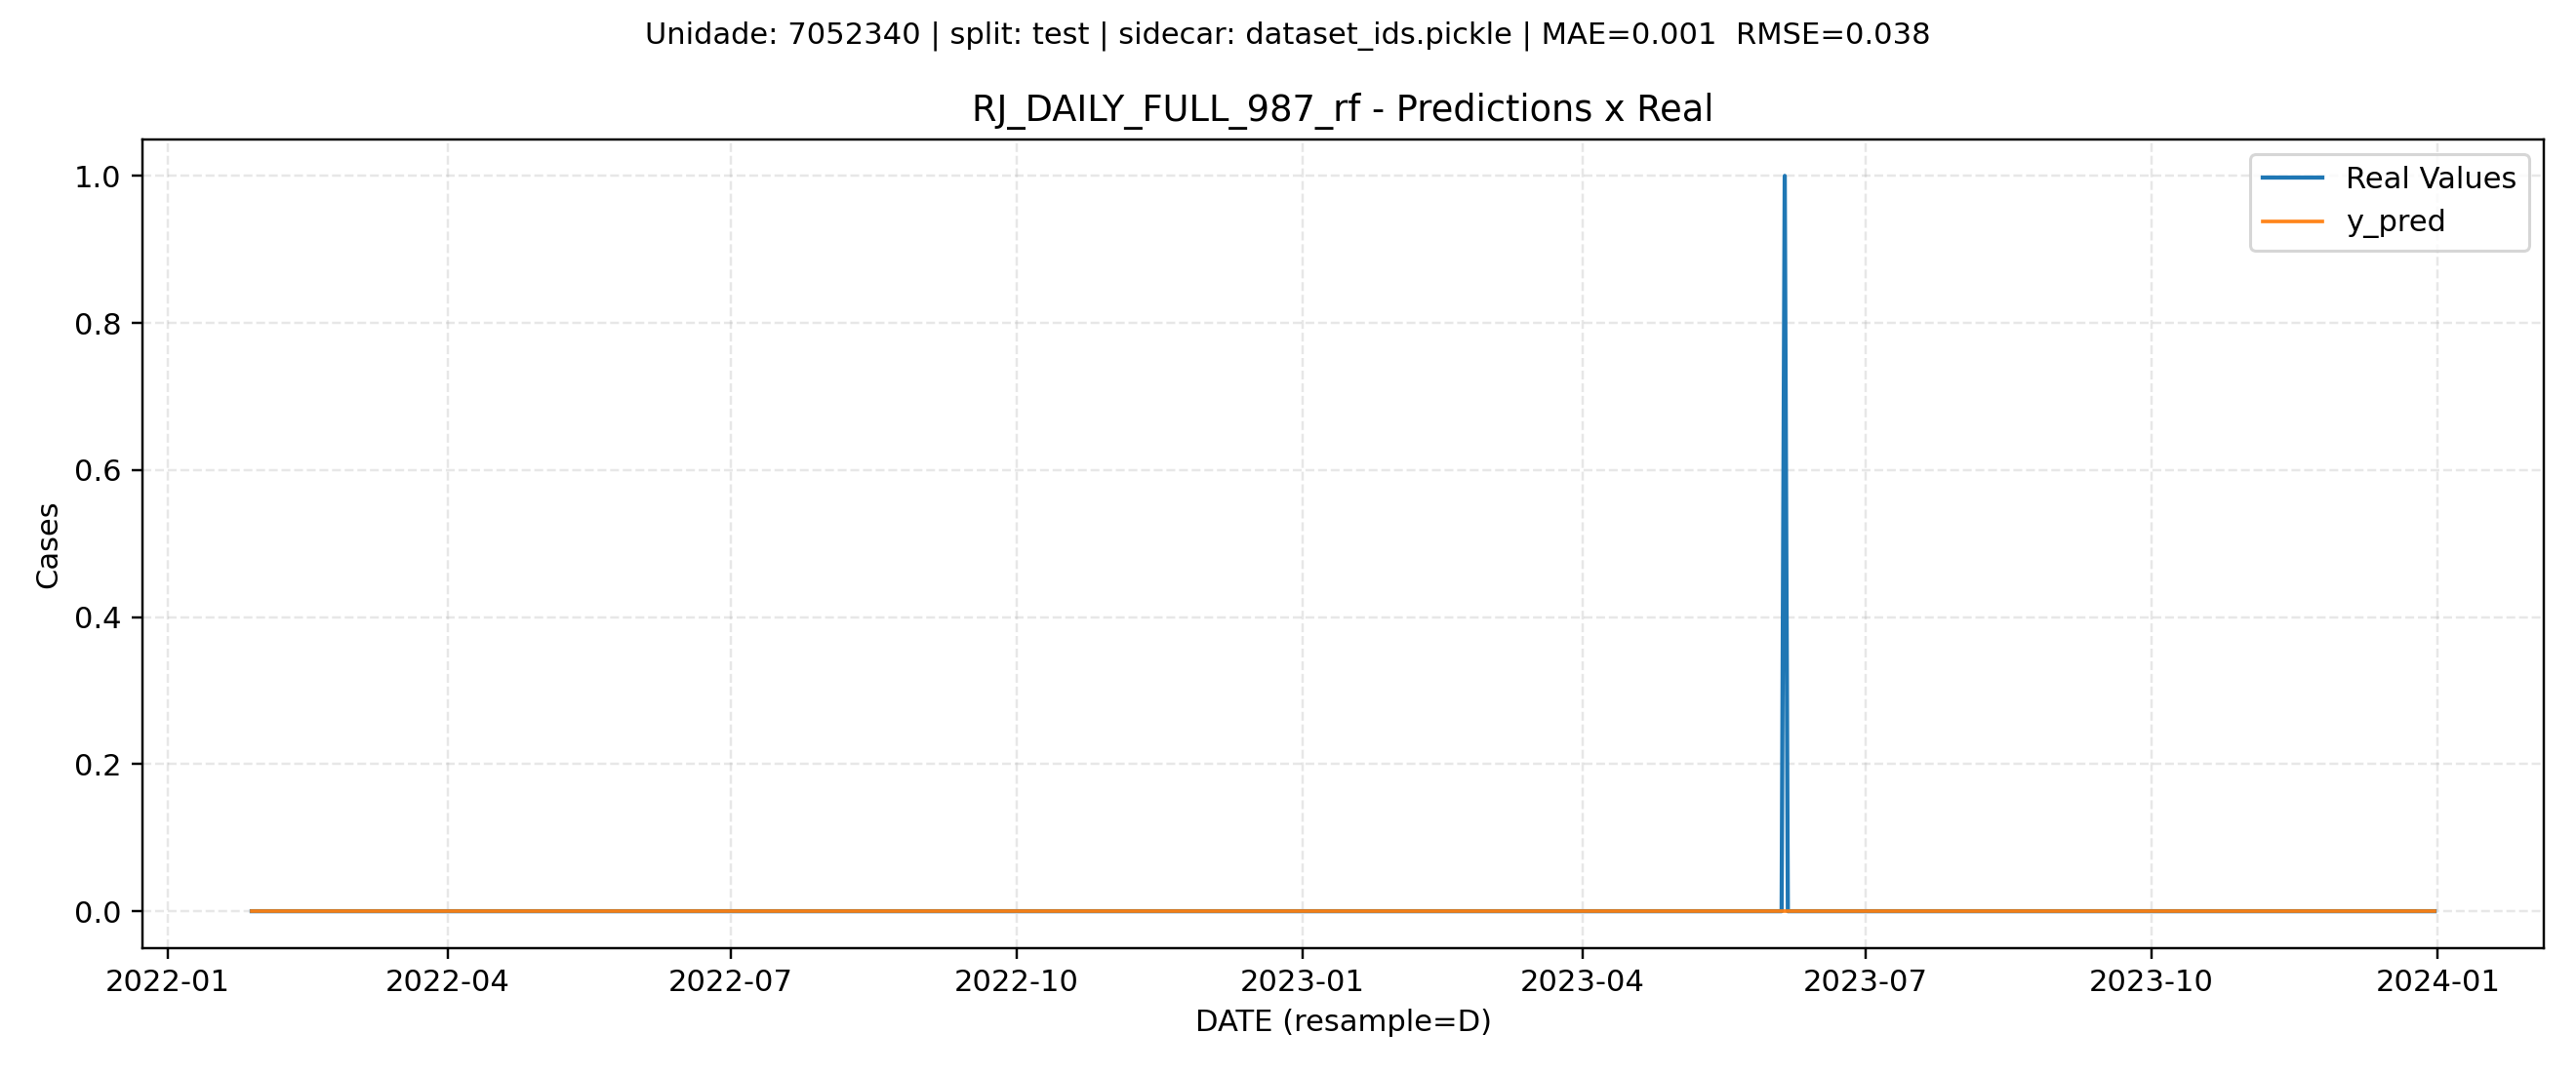 Unidade: 7052340 | split: test | sidecar: dataset_ids.pickle | MAE=0.001  RMSE=0.038
RJ_DAILY_FULL_987_rf - Predictions x Real
Real Values
y_pred
Cases
1.0
0.8
0.6
0.4
0.2
0.0
2022-01 2022-04 2022-07 2022-10 2023-01 2023-04 2023-07 2023-10 2024-01
DATE (resample=D)